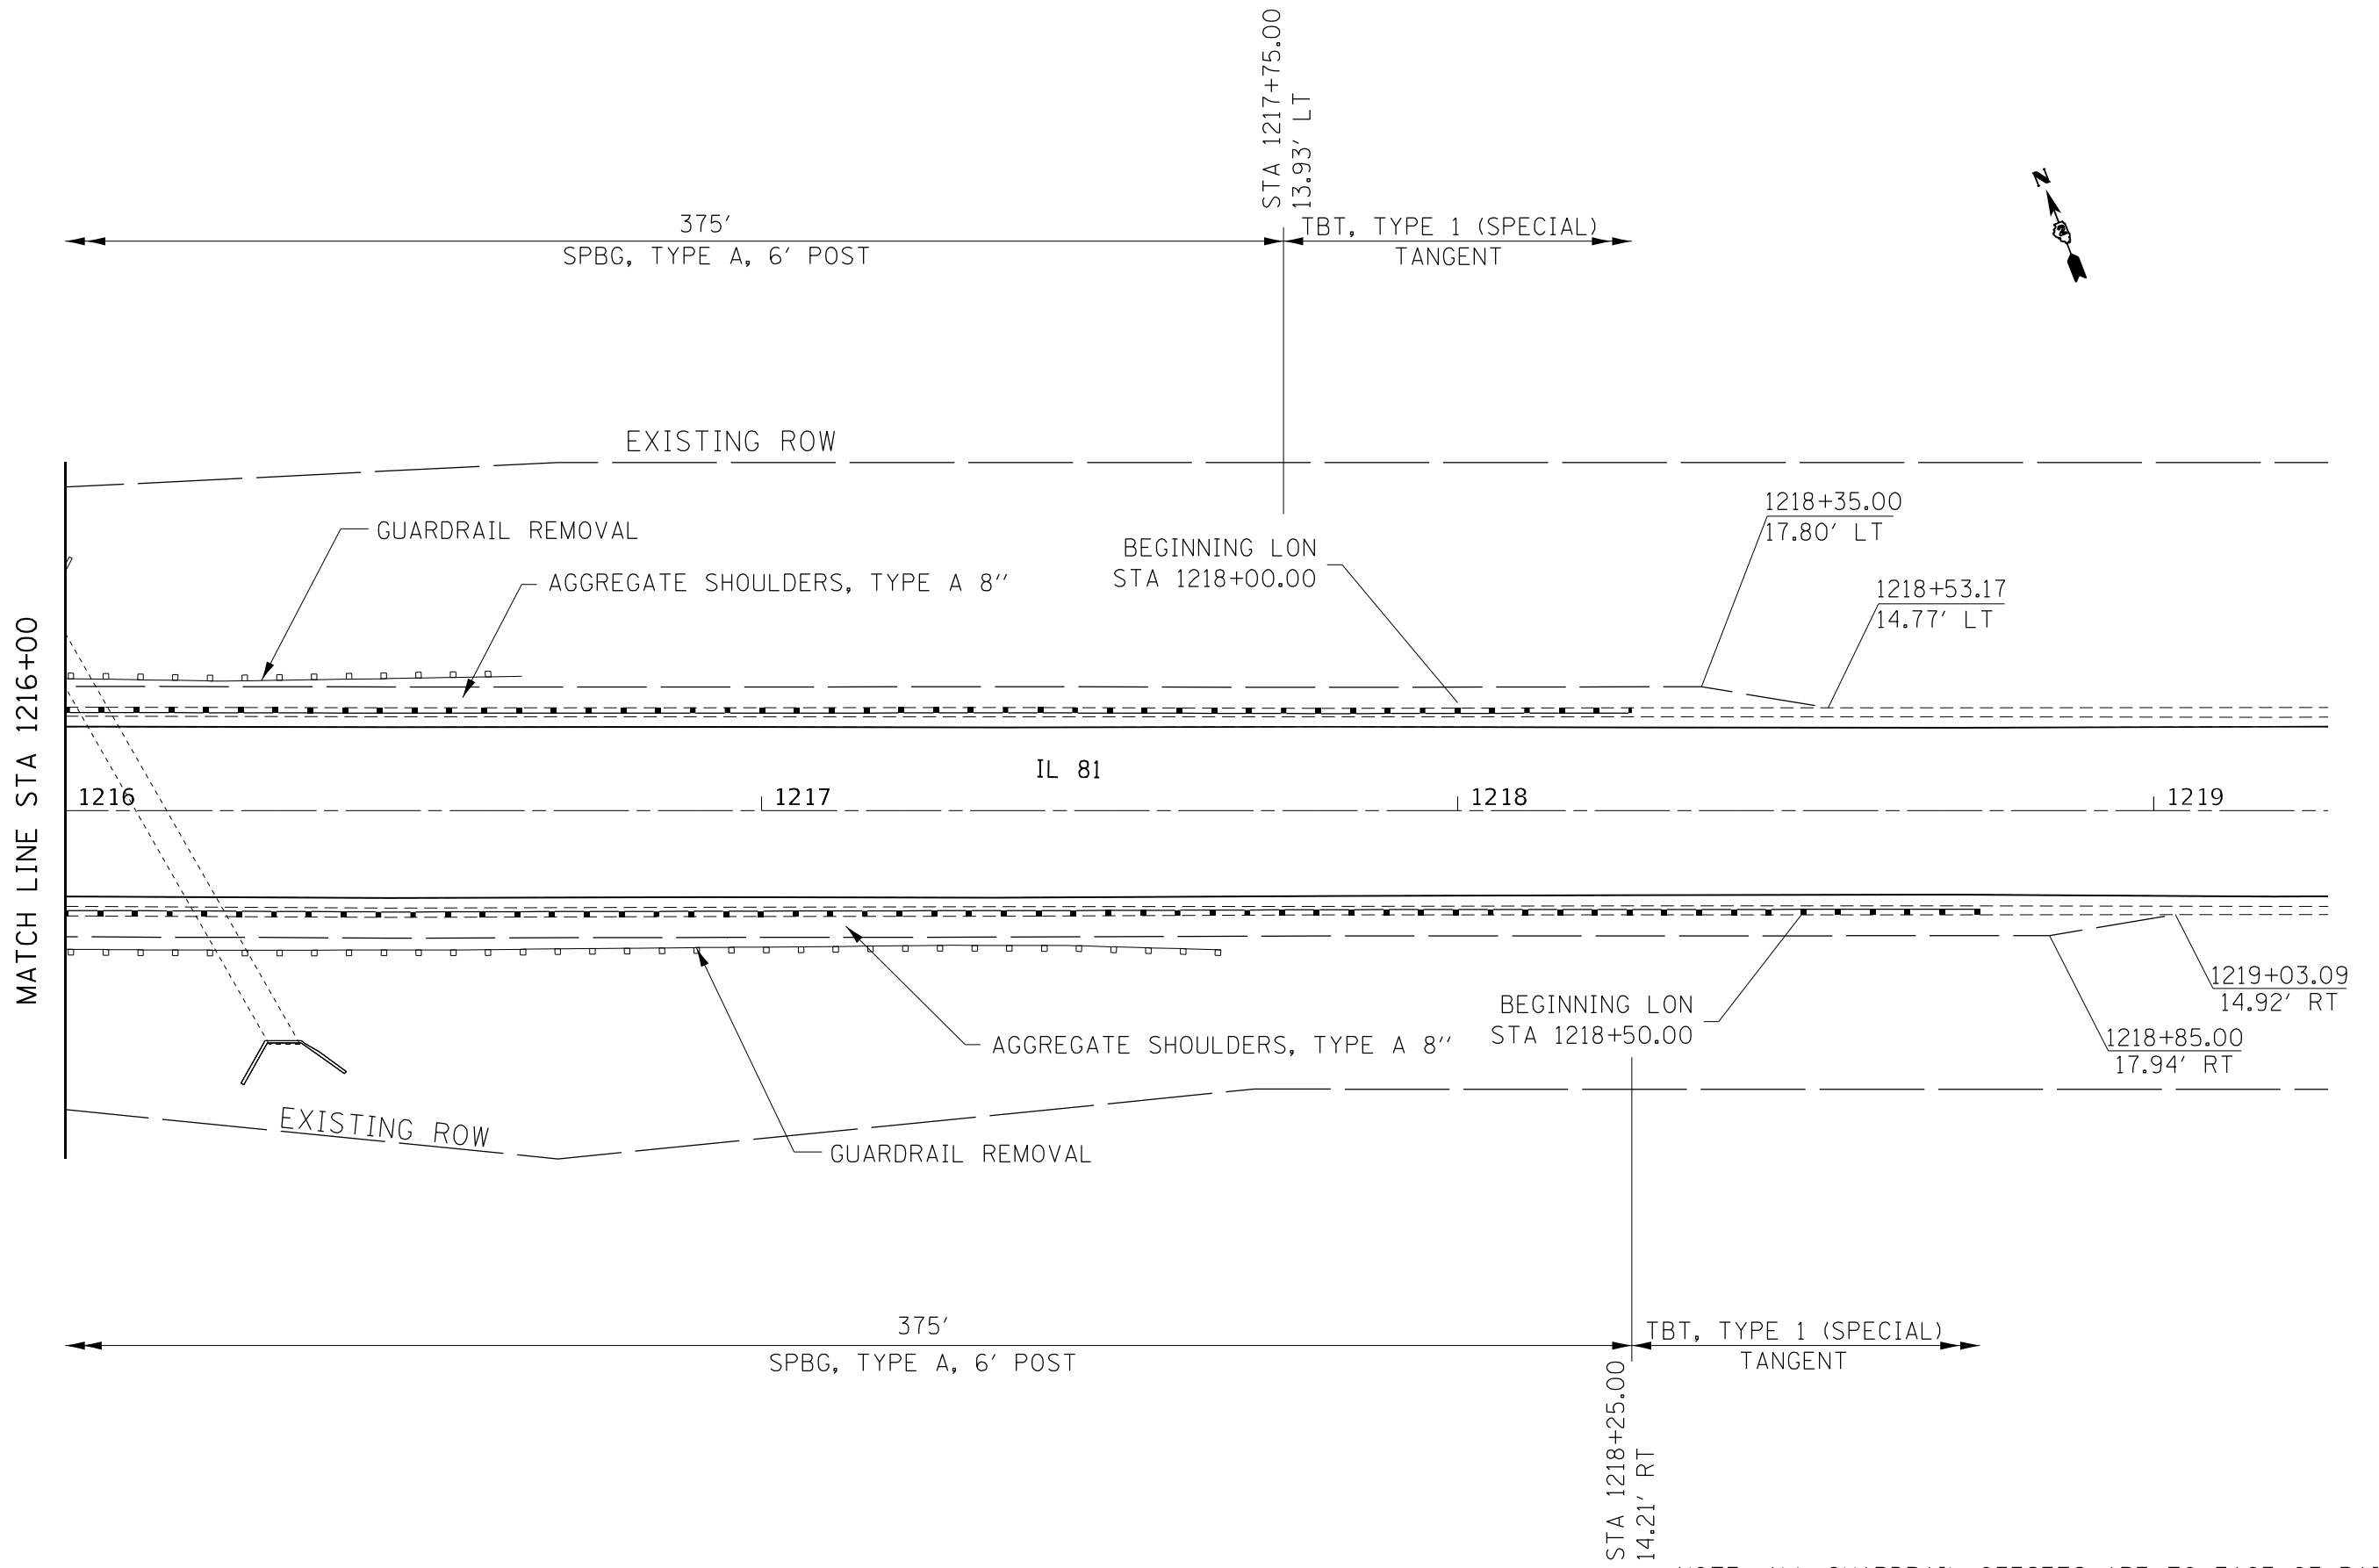 STA 1217+75.00
13.93' LT
375'
SPBG, TYPE A, 6' POST
TBT, TYPE 1 (SPECIAL)
TANGENT
N
2
EXISTING ROW
1218+35.00
17.80' LT
GUARDRAIL REMOVAL
BEGINNING LON
STA 1218+00.00
AGGREGATE SHOULDERS, TYPE A 8''
1218+53.17
14.77' LT
MATCH LINE STA 1216+00
IL 81
1216
1217
1218
1219
1219+03.09
14.92' RT
BEGINNING LON
STA 1218+50.00
1218+85.00
17.94' RT
AGGREGATE SHOULDERS, TYPE A 8''
EXISTING ROW
GUARDRAIL REMOVAL
375'
SPBG, TYPE A, 6' POST
TBT, TYPE 1 (SPECIAL)
TANGENT
STA 1218+25.00
14.21' RT